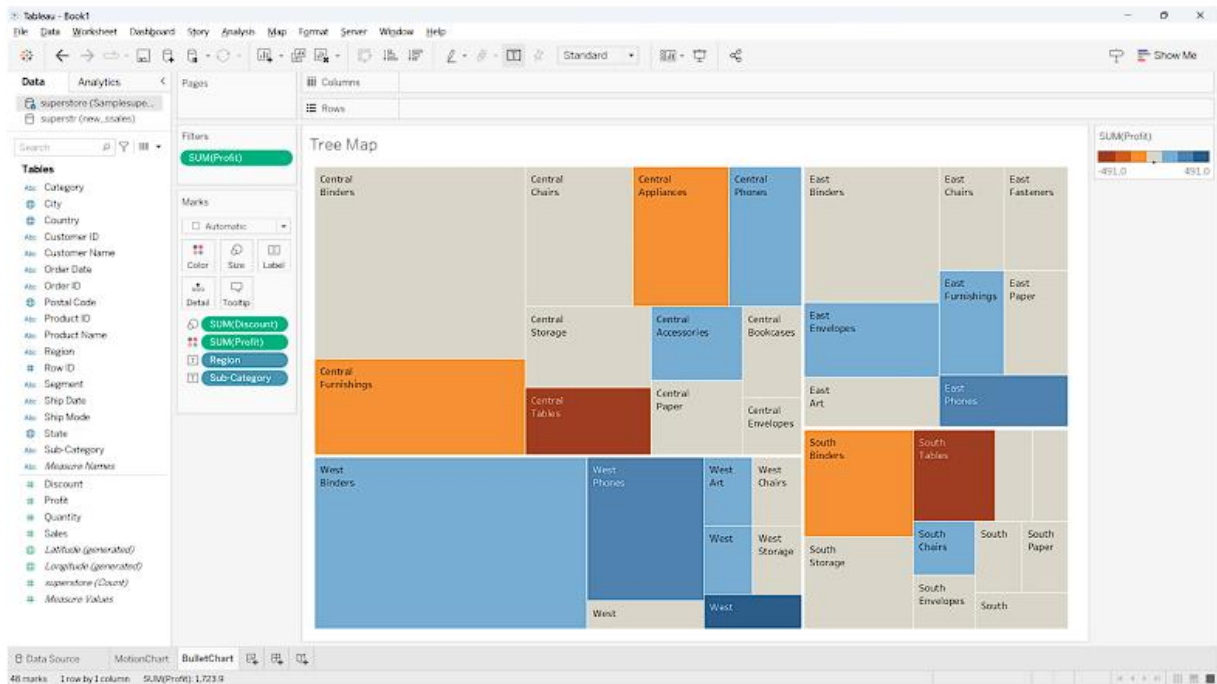 Tableau - Book1
File Data Worksheet Dashboard Story Analysis Map Format Server Window Help
Standard
Show Me
Data Analytics
Pages
Columns
superstore (Samplesupe...
superstr (new_ssales)
Rows
Search
Filters
SUM(Profit)
Tree Map
SUM(Profit)
-491.0 491.0
Tables
Category
City
Country
Customer ID
Customer Name
Order Date
Order ID
Postal Code
Product ID
Product Name
Region
Row ID
Segment
Ship Date
Ship Mode
State
Sub-Category
Measure Names
Discount
Profit
Quantity
Sales
Latitude (generated)
Longitude (generated)
superstore (Count)
Measure Values
Marks
Automatic
Color Size Label
Detail Tooltip
SUM(Discount)
SUM(Profit)
Region
Sub-Category
Central
Binders
Central
Chairs
Central
Appliances
Central
Phones
Central
Storage
Central
Accessories
Central
Bookcases
Central
Furnishings
Central
Tables
Central
Paper
Central
Envelopes
East
Binders
East
Chairs
East
Fasteners
East
Furnishings
East
Paper
East
Envelopes
East
Art
East
Phones
West
Binders
West
Phones
West
Art
West
Chairs
West
West
Storage
West
West
South
Binders
South
Tables
South
Storage
South
Chairs
South
South
Paper
South
Envelopes
South
Data Source MotionChart BulletChart
48 marks 1 row by 1 column SUM(Profit): 1,723.9